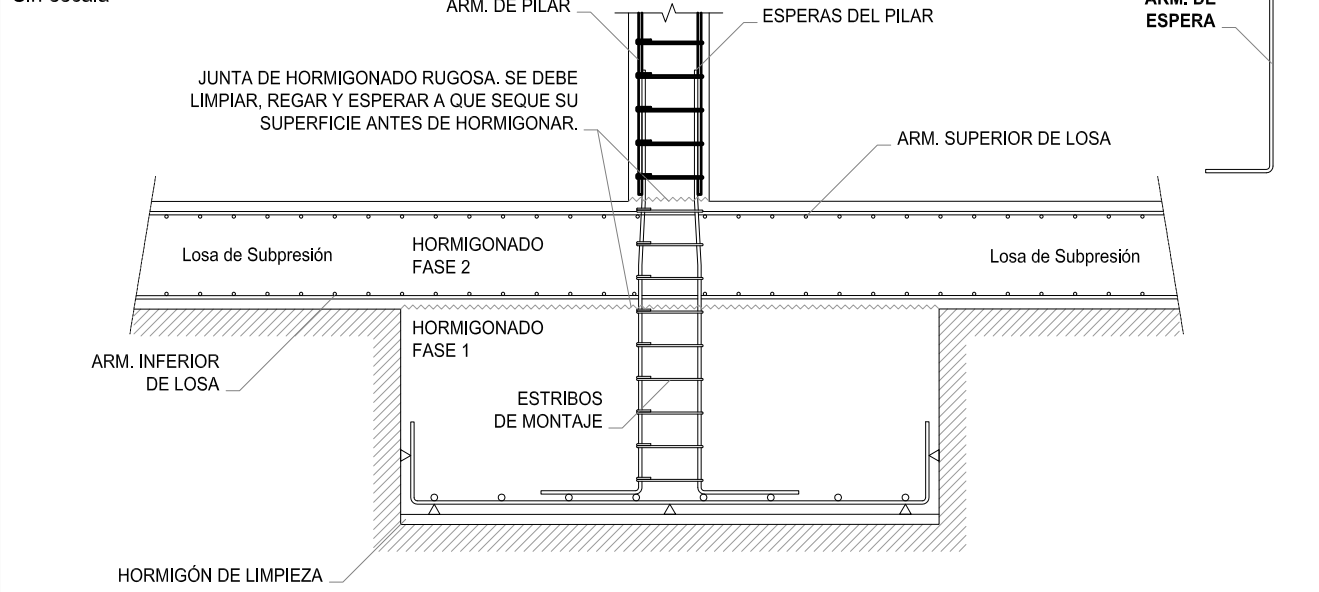 Sin escala
ARM. DE PILAR
ESPERAS DEL PILAR
ARM. DE
ESPERA
JUNTA DE HORMIGONADO RUGOSA. SE DEBE
LIMPIAR, REGAR Y ESPERAR A QUE SEQUE SU
SUPERFICIE ANTES DE HORMIGONAR.
ARM. SUPERIOR DE LOSA
Losa de Subpresión
HORMIGONADO
FASE 2
Losa de Subpresión
HORMIGONADO
FASE 1
ARM. INFERIOR
DE LOSA
ESTRIBOS
DE MONTAJE
HORMIGÓN DE LIMPIEZA